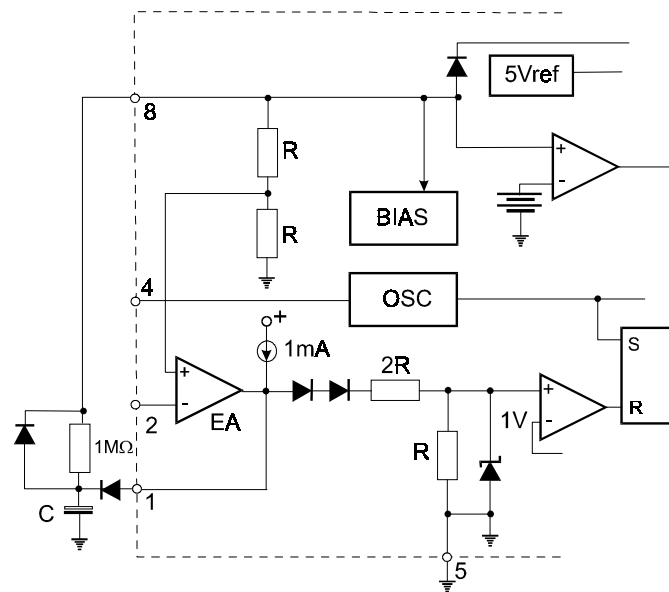 5Vref
8
R
+
-
R
BIAS
4
OSC
+
1mA
S
2R
+
-
EA
+
1V
-
R
2
R
1MΩ
1
C
5